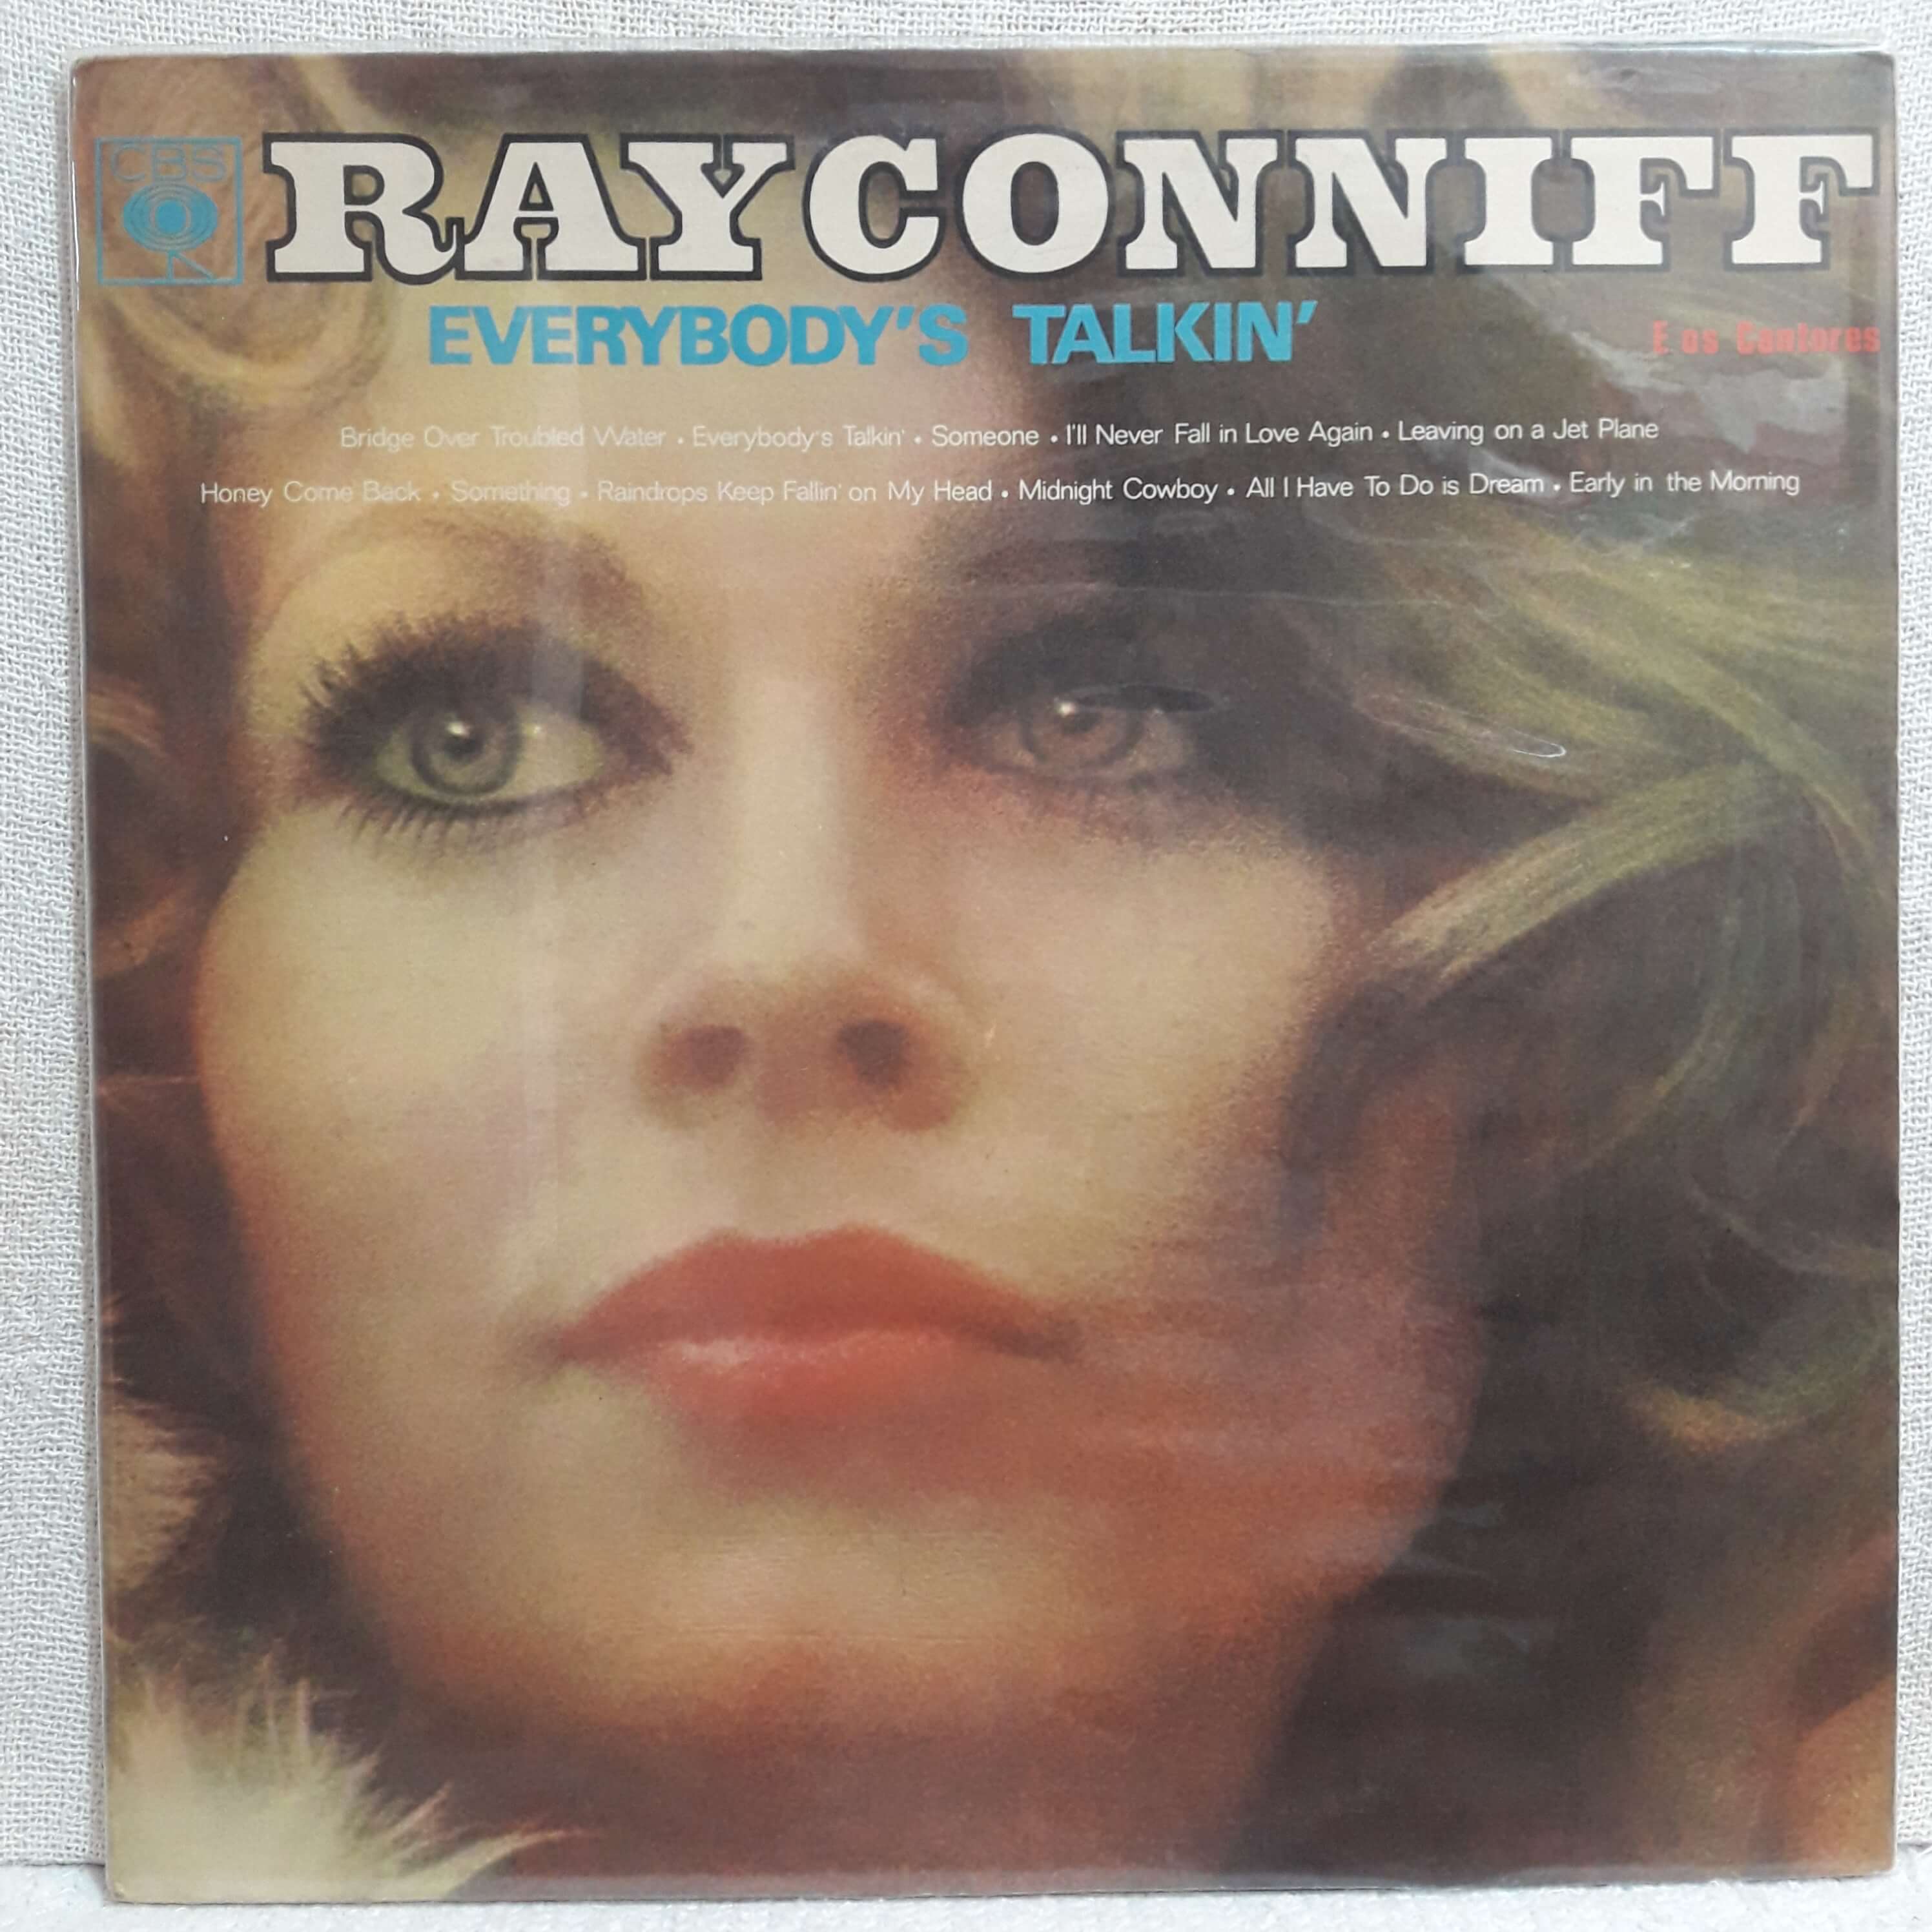 CBS
RAY CONNIFF
EVERYBODY'S TALKIN'
E os Cantores
Bridge Over Troubled Water • Everybody's Talkin' • Someone • I'll Never Fall in Love Again • Leaving on a Jet Plane
Honey Come Back • Something • Raindrops Keep Fallin' on My Head • Midnight Cowboy • All I Have To Do is Dream • Early in the Morning